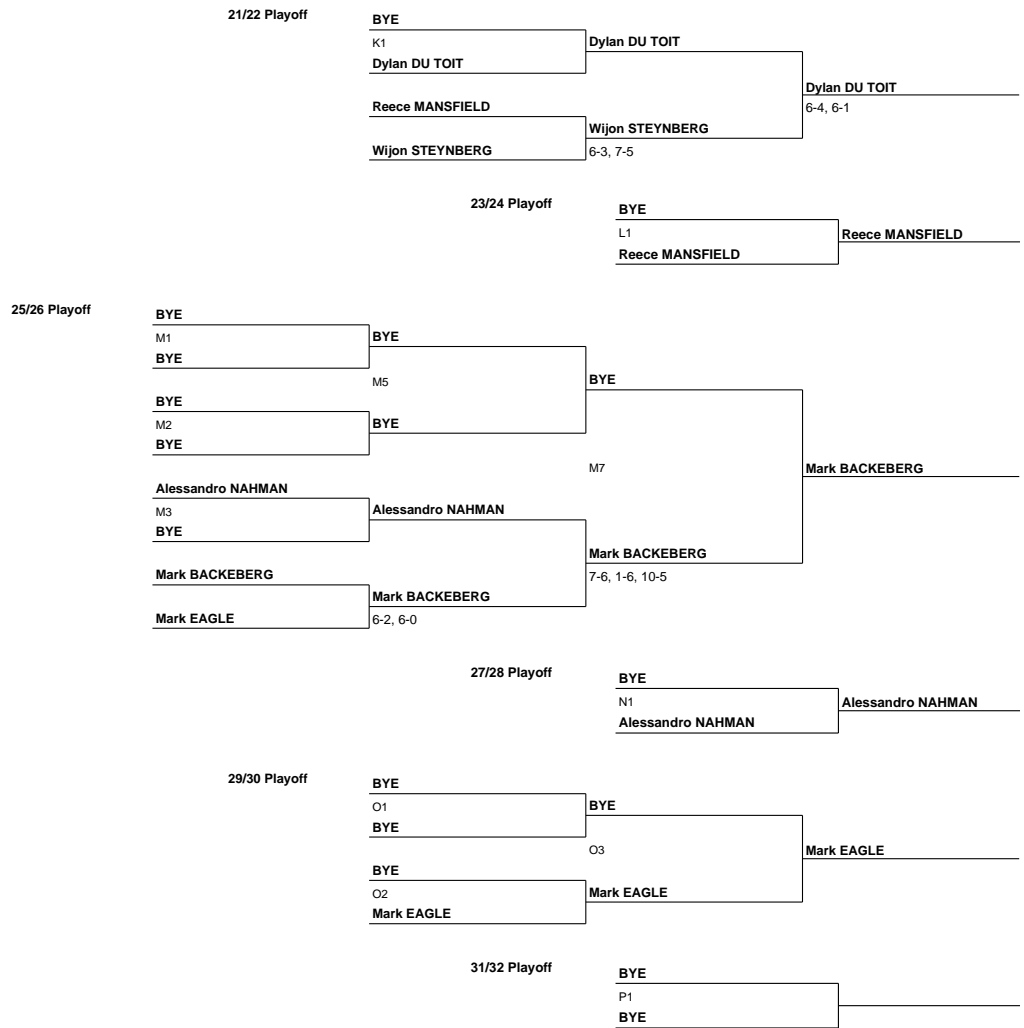 21/22 Playoff
BYE
K1
Dylan DU TOIT
Dylan DU TOIT
Dylan DU TOIT
6-4, 6-1
Reece MANSFIELD
Wijon STEYNBERG
Wijon STEYNBERG
6-3, 7-5
23/24 Playoff
BYE
L1
Reece MANSFIELD
Reece MANSFIELD
25/26 Playoff
BYE
M1
BYE
BYE
M5
BYE
BYE
M2
BYE
BYE
M7
Mark BACKEBERG
Alessandro NAHMAN
M3
Alessandro NAHMAN
BYE
Mark BACKEBERG
7-6, 1-6, 10-5
Mark BACKEBERG
Mark BACKEBERG
Mark EAGLE
6-2, 6-0
27/28 Playoff
BYE
N1
Alessandro NAHMAN
Alessandro NAHMAN
29/30 Playoff
BYE
O1
BYE
BYE
O3
Mark EAGLE
BYE
O2
Mark EAGLE
Mark EAGLE
31/32 Playoff
BYE
P1
BYE